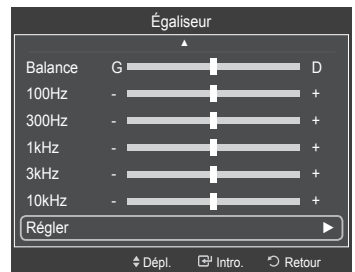 Égaliseur
▲
Balance G D
100Hz - +
300Hz - +
1kHz - +
3kHz - +
10kHz - +
Régler ►
Dépl. Intro. Retour